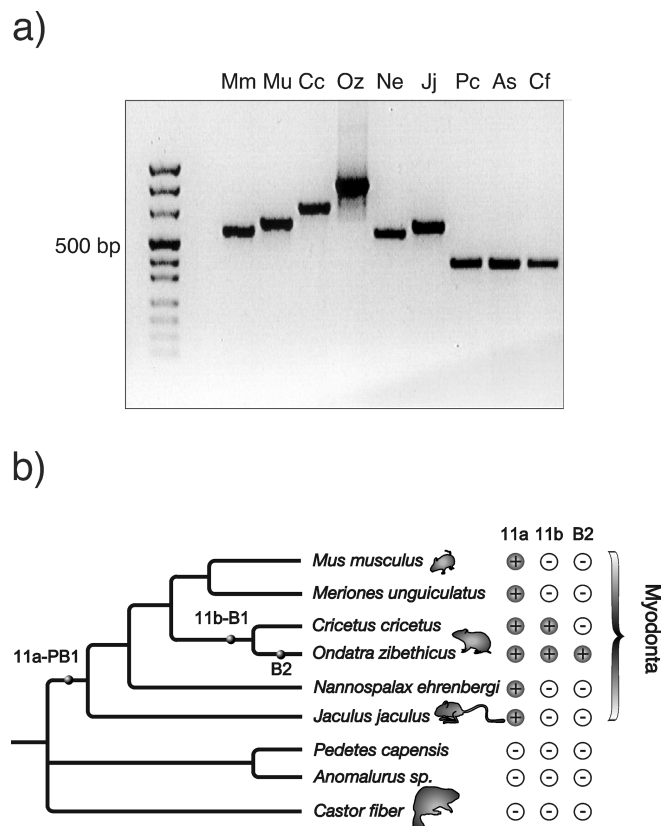 a)
Mm Mu Cc Oz Ne Jj Pc As Cf
500 bp
b)
11a 11b B2
Mus musculus + - -
Meriones unguiculatus + - -
11b-B1
Cricetus cricetus + + -
Ondatra zibethicus + + +
B2
11a-PB1
Nannospalax ehrenbergi + - -
Jaculus jaculus + - -
Pedetes capensis - - -
Anomalurus sp. - - -
Castor fiber - - -
Myodonta